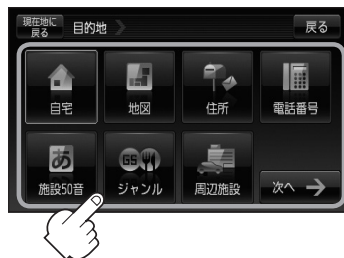 現在地に
戻る
目的地
戻る
自宅
地図
住所
電話番号
あ
GS
施設50音
ジャンル
周辺施設
次へ